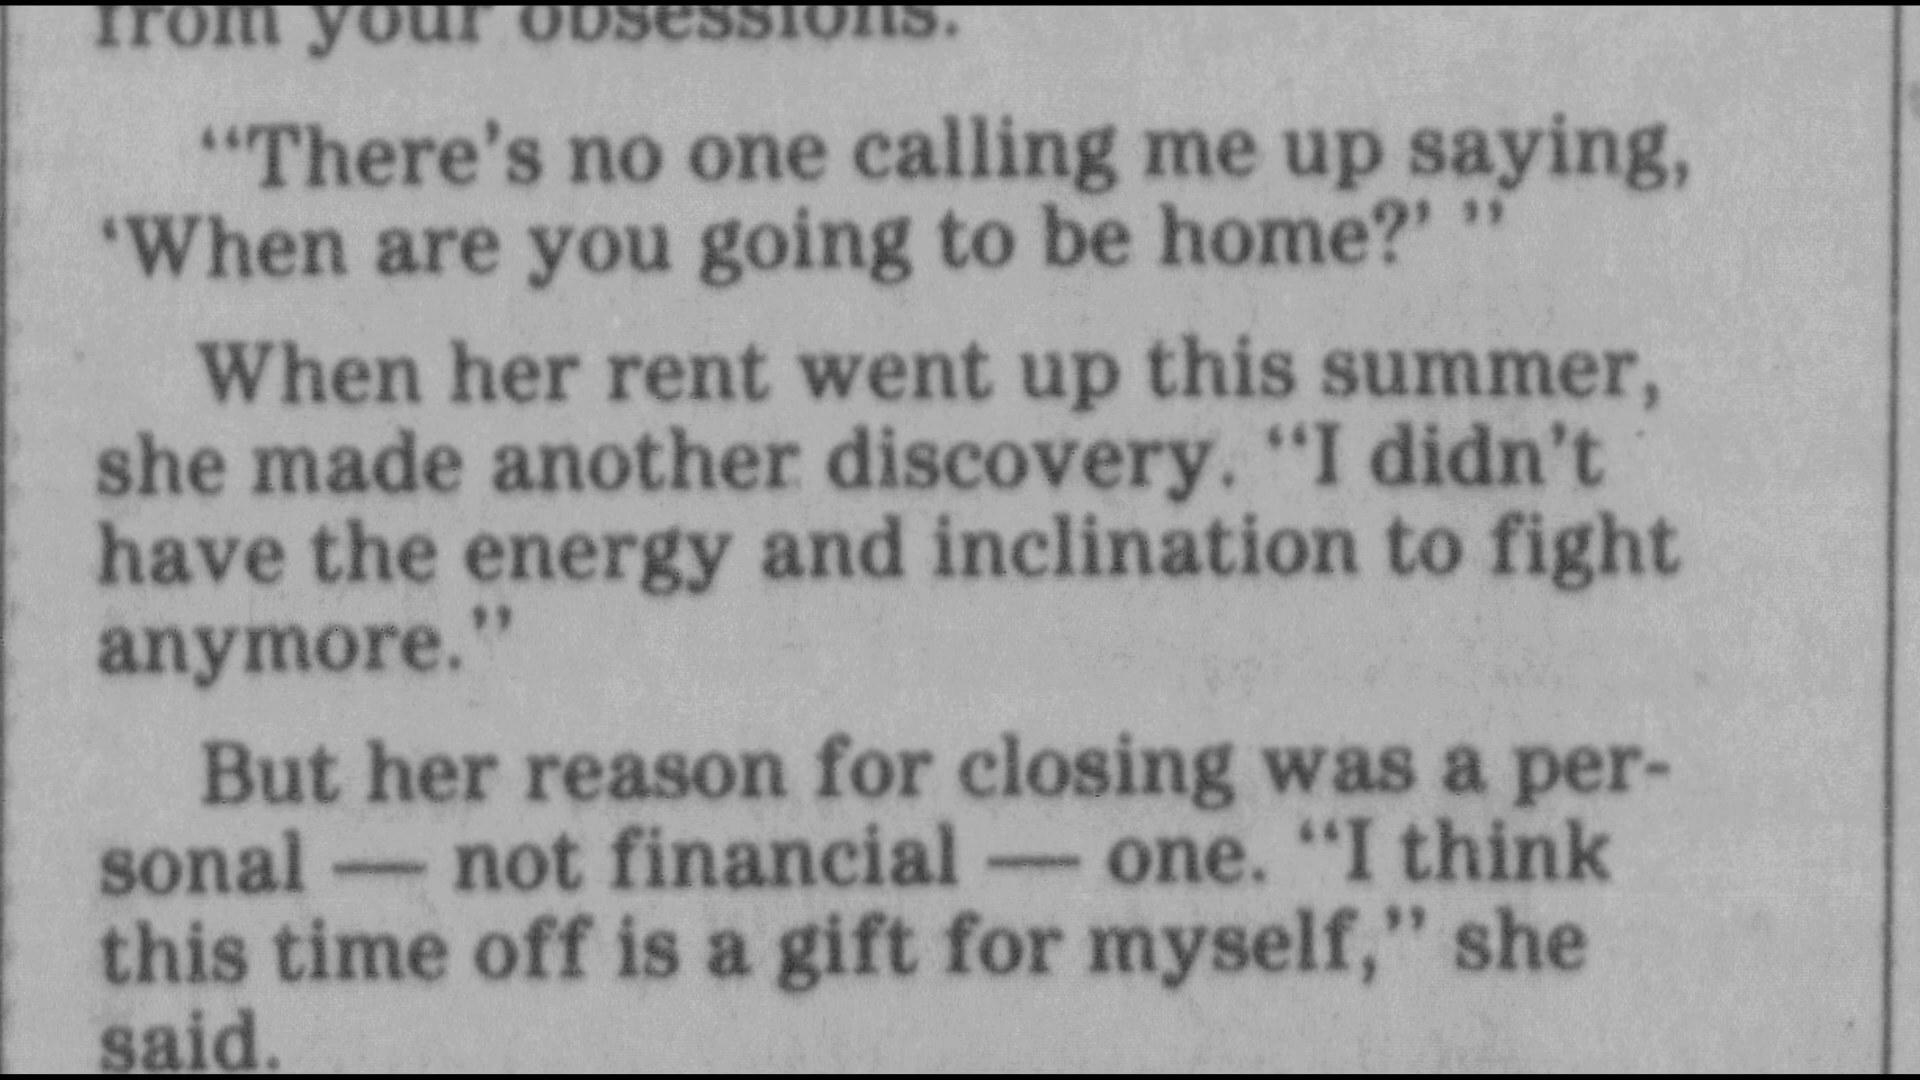 from your obsessions.
“There’s no one calling me up saying,
‘When are you going to be home?’ ”
When her rent went up this summer,
she made another discovery. “I didn’t
have the energy and inclination to fight
anymore.”
But her reason for closing was a per-
sonal — not financial — one. “I think
this time off is a gift for myself,” she
said.